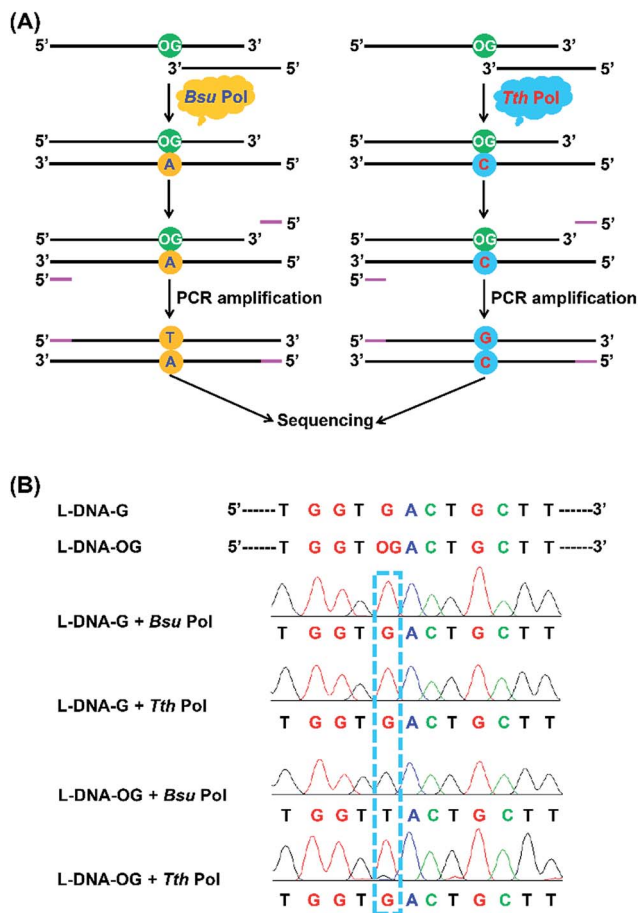 (A)
5’ OG 3’ 5’ OG 3’
3’ 5’ 3’ 5’
Bsu Pol Tth Pol
5’ OG 3’ 5’ OG 3’
3’ A 5’ 3’ C 5’
5’ 5’
5’ OG 3’ 5’ OG 3’
3’ A 5’ 3’ C 5’
5’ 5’
PCR amplification PCR amplification
5’ T 3’ 5’ G 3’
3’ A 5’ 3’ C 5’
Sequencing
(B)
L-DNA-G 5’------T G G T G A C T G C T T ------3’
L-DNA-OG 5’------T G G T OG A C T G C T T ------3’
L-DNA-G + Bsu Pol
T G G T G A C T G C T T
L-DNA-G + Tth Pol
T G G T G A C T G C T T
L-DNA-OG + Bsu Pol
T G G T T A C T G C T T
L-DNA-OG + Tth Pol
T G G T G A C T G C T T